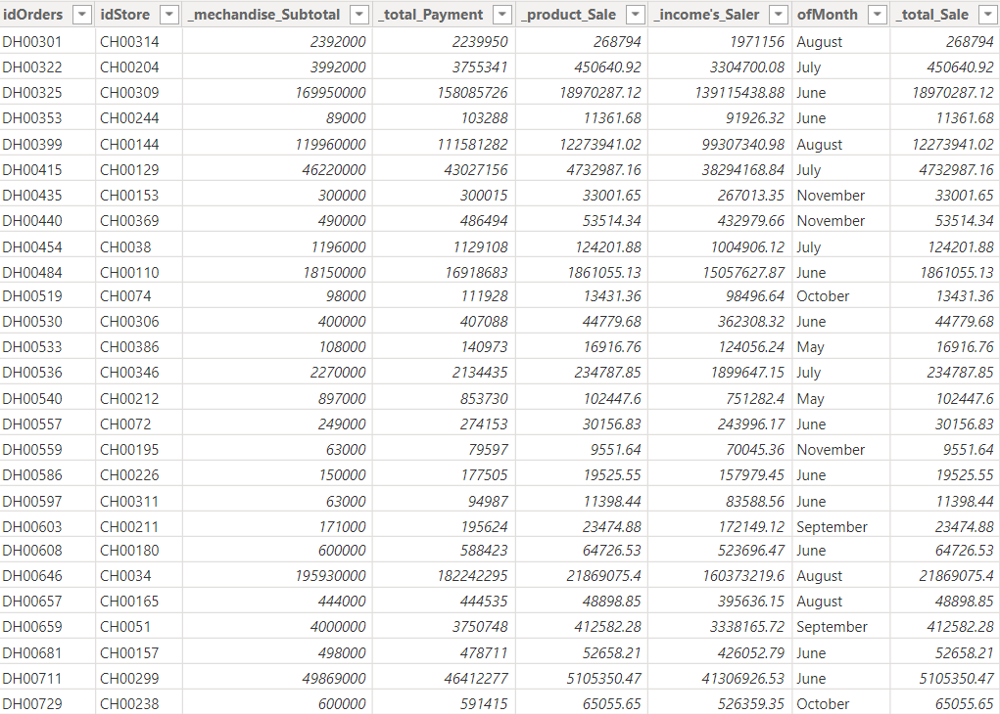 idOrders idStore _mechandise_Subtotal _total_Payment _product_Sale _income's_Saler ofMonth _total_Sale
DH00301 CH00314 2392000 2239950 268794 1971156 August 268794
DH00322 CH00204 3992000 3755341 450640.92 3304700.08 July 450640.92
DH00325 CH00309 169950000 158085726 18970287.12 139115438.88 June 18970287.12
DH00353 CH00244 89000 103288 11361.68 91926.32 June 11361.68
DH00399 CH00144 119960000 111581282 12273941.02 99307340.98 August 12273941.02
DH00415 CH00129 46220000 43027156 4732987.16 38294168.84 July 4732987.16
DH00435 CH00153 300000 300015 33001.65 267013.35 November 33001.65
DH00440 CH00369 490000 486494 53514.34 432979.66 November 53514.34
DH00454 CH0038 1196000 1129108 124201.88 1004906.12 July 124201.88
DH00484 CH00110 18150000 16918683 1861055.13 15057627.87 June 1861055.13
DH00519 CH0074 98000 111928 13431.36 98496.64 October 13431.36
DH00530 CH00306 400000 407088 44779.68 362308.32 June 44779.68
DH00533 CH00386 108000 140973 16916.76 124056.24 May 16916.76
DH00536 CH00346 2270000 2134435 234787.85 1899647.15 July 234787.85
DH00540 CH00212 897000 853730 102447.6 751282.4 May 102447.6
DH00557 CH0072 249000 274153 30156.83 243996.17 June 30156.83
DH00559 CH00195 63000 79597 9551.64 70045.36 November 9551.64
DH00586 CH00226 150000 177505 19525.55 157979.45 June 19525.55
DH00597 CH00311 63000 94987 11398.44 83588.56 June 11398.44
DH00603 CH00211 171000 195624 23474.88 172149.12 September 23474.88
DH00608 CH00180 600000 588423 64726.53 523696.47 June 64726.53
DH00646 CH0034 195930000 182242295 21869075.4 160373219.6 August 21869075.4
DH00657 CH00165 444000 444535 48898.85 395636.15 August 48898.85
DH00659 CH0051 4000000 3750748 412582.28 3338165.72 September 412582.28
DH00681 CH00157 498000 478711 52658.21 426052.79 June 52658.21
DH00711 CH00299 49869000 46412277 5105350.47 41306926.53 June 5105350.47
DH00729 CH00238 600000 591415 65055.65 526359.35 October 65055.65